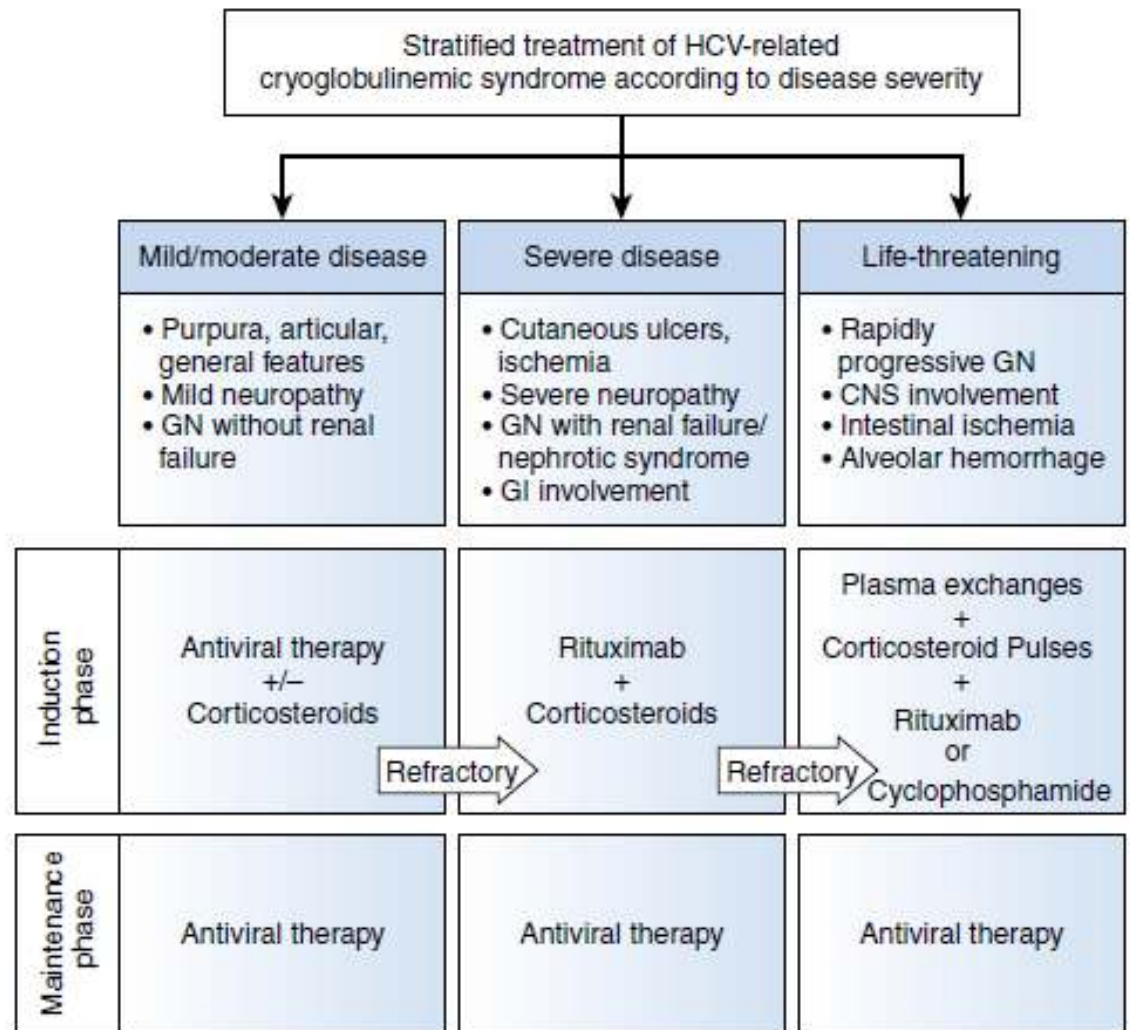 Stratified treatment of HCV-related
cryoglobulinemic syndrome according to disease severity
Mild/moderate disease
• Purpura, articular,
general features
• Mild neuropathy
• GN without renal
failure
Severe disease
• Cutaneous ulcers,
ischemia
• Severe neuropathy
• GN with renal failure/
nephrotic syndrome
• GI involvement
Life-threatening
• Rapidly
progressive GN
• CNS involvement
• Intestinal ischemia
• Alveolar hemorrhage
Induction
phase
Antiviral therapy
+/–
Corticosteroids
Refractory
Rituximab
+
Corticosteroids
Refractory
Plasma exchanges
+
Corticosteroid Pulses
+
Rituximab
or
Cyclophosphamide
Maintenance
phase
Antiviral therapy
Antiviral therapy
Antiviral therapy